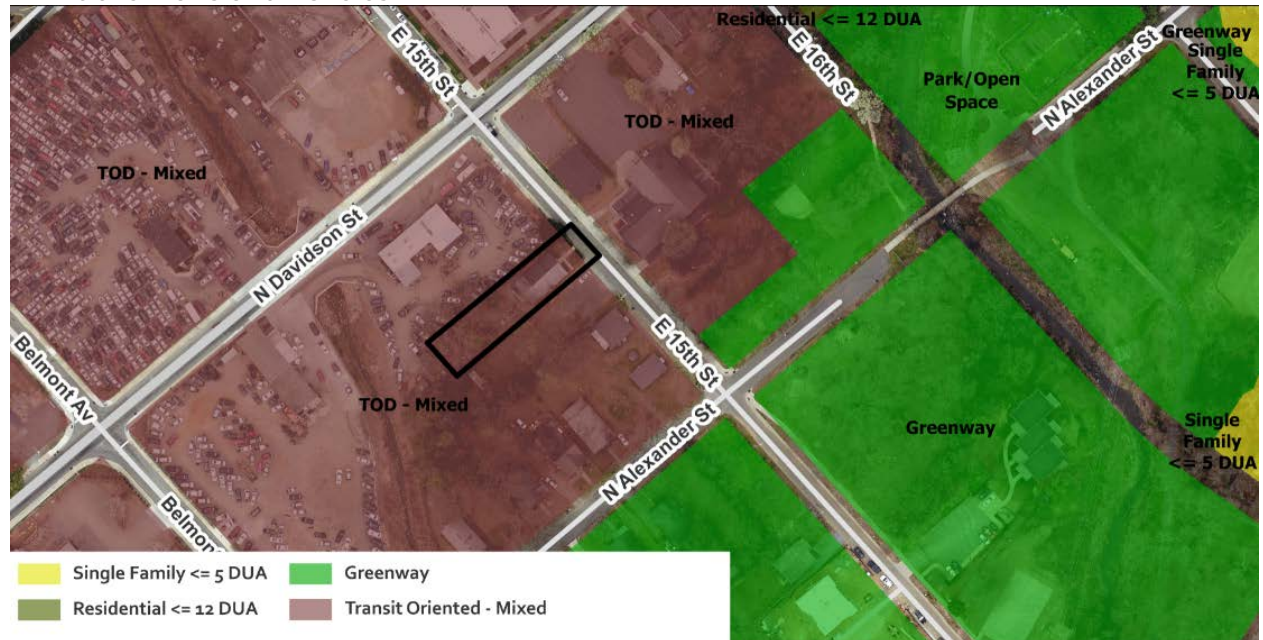 Residential <= 12 DUA
E 15th St
E 16th St
N Alexander St
Greenway
Single
Family
<= 5 DUA
Park/Open
Space
TOD - Mixed
TOD - Mixed
N Davidson St
Belmont Av
TOD - Mixed
E 15th St
N Alexander St
Greenway
Single
Family
<= 5 DUA
Single Family <= 5 DUA
Greenway
Residential <= 12 DUA
Transit Oriented - Mixed